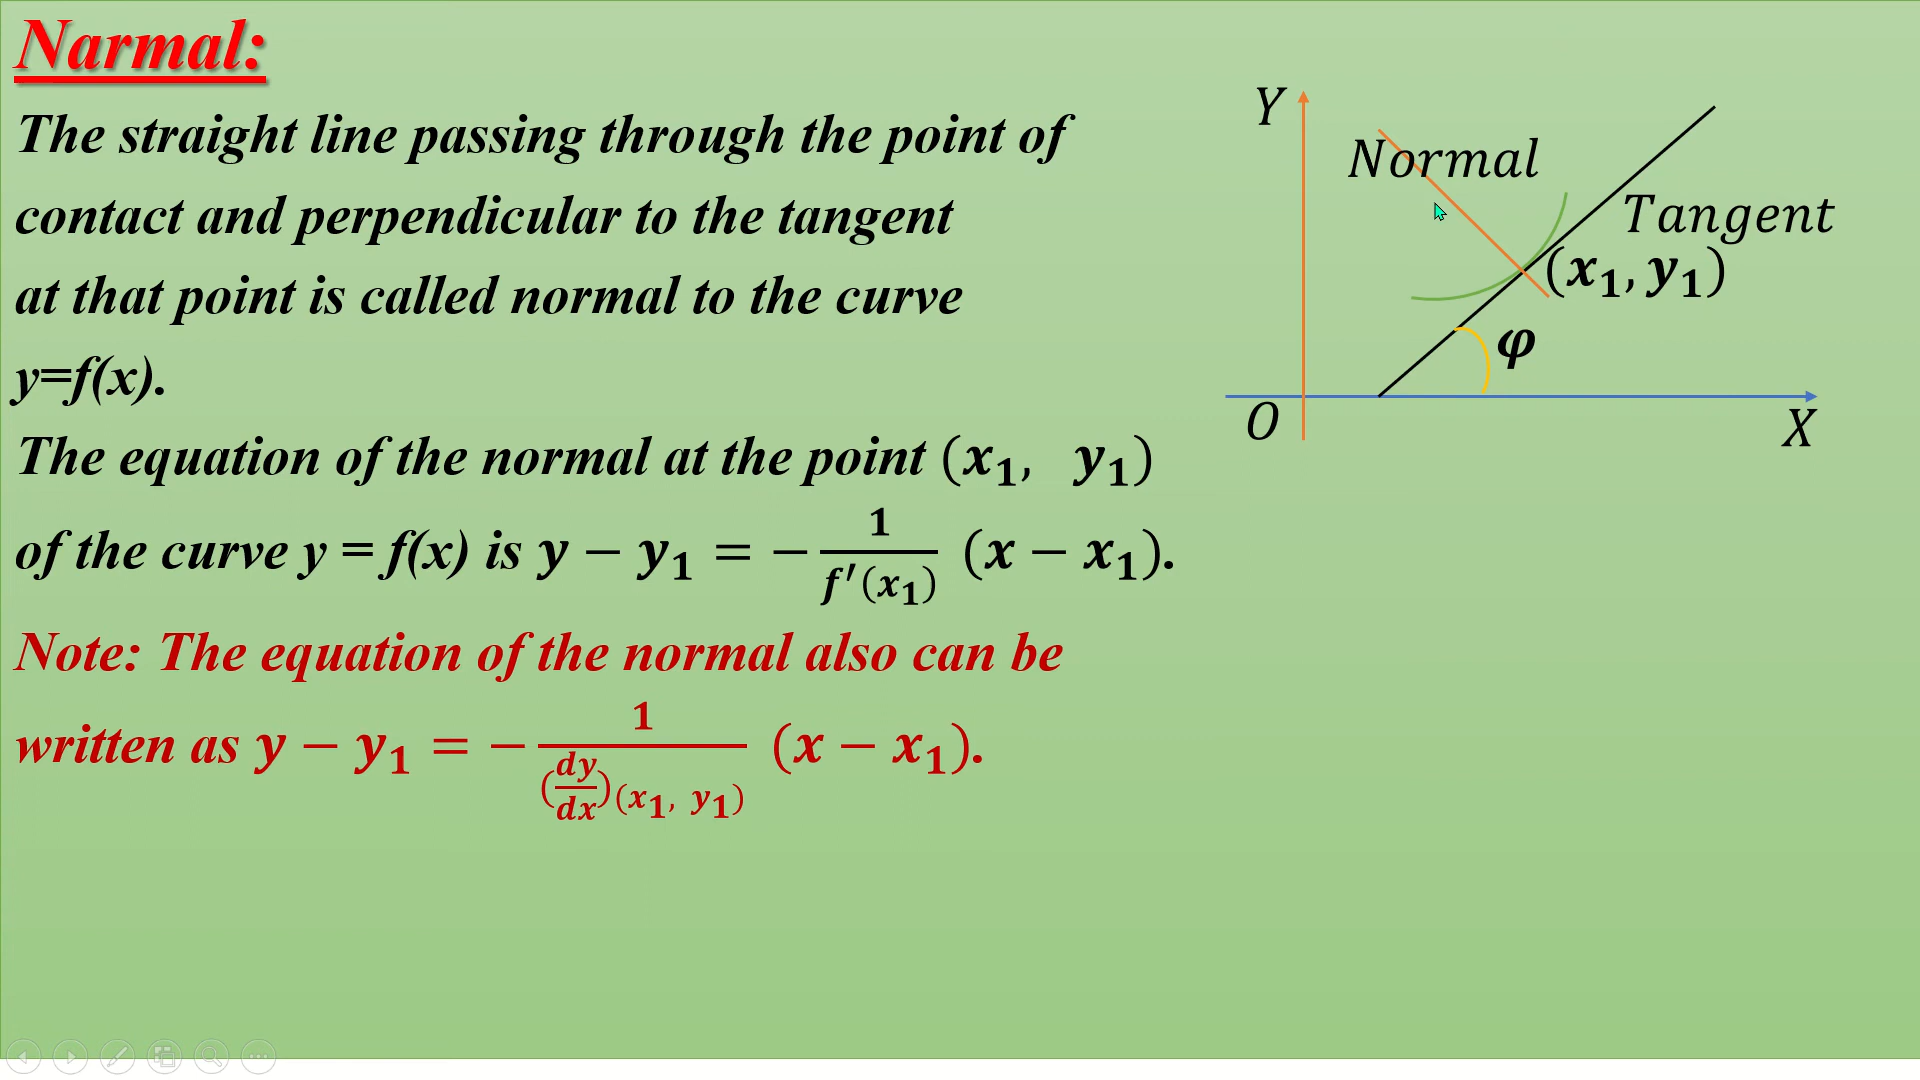 Narmal:
The straight line passing through the point of
contact and perpendicular to the tangent
at that point is called normal to the curve
y=f(x).
The equation of the normal at the point (x₁, y₁)
of the curve y = f(x) is y − y₁ = − 1/f′(x₁) (x − x₁).
Note: The equation of the normal also can be
written as y − y₁ = − 1/(dy/dx)(x₁, y₁) (x − x₁).
Y
Normal
Tangent
(x₁, y₁)
φ
O
X